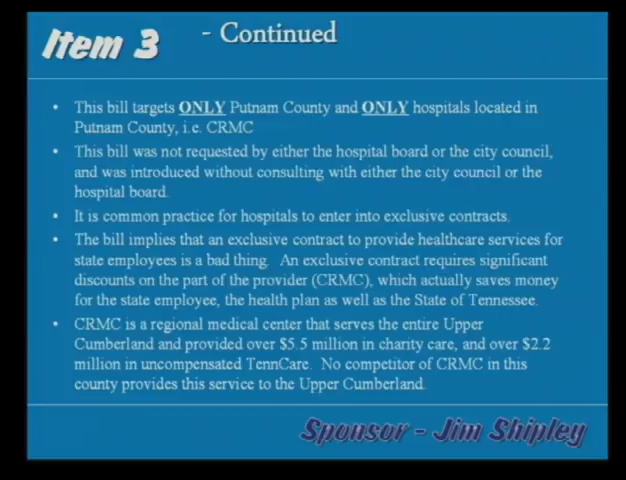 Item 3 - Continued
• This bill targets ONLY Putnam County and ONLY hospitals located in
Putnam County, i.e. CRMC
• This bill was not requested by either the hospital board or the city council,
and was introduced without consulting with either the city council or the
hospital board.
• It is common practice for hospitals to enter into exclusive contracts.
• The bill implies that an exclusive contract to provide healthcare services for
state employees is a bad thing. An exclusive contract requires significant
discounts on the part of the provider (CRMC), which actually saves money
for the state employee, the health plan as well as the State of Tennessee.
• CRMC is a regional medical center that serves the entire Upper
Cumberland and provided over $5.5 million in charity care, and over $2.2
million in uncompensated TennCare. No competitor of CRMC in this
county provides this service to the Upper Cumberland.
Sponsor - Jim Shipley